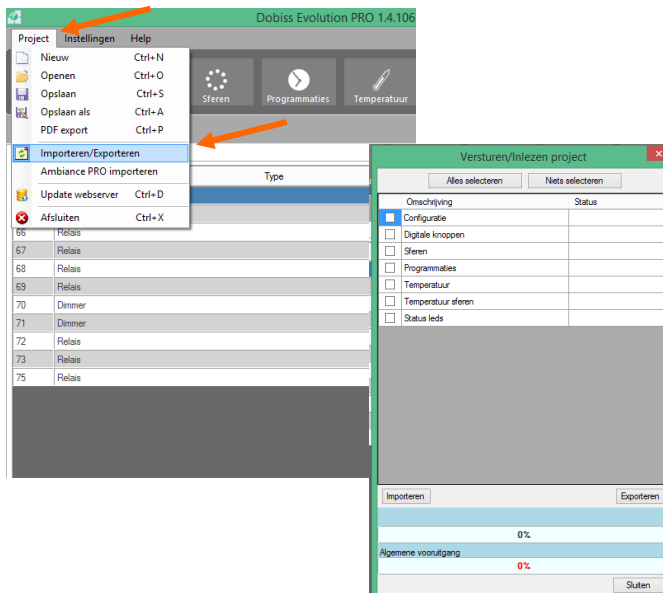 Dobiss Evolution PRO 1.4.106
Project Instellingen Help
Nieuw Ctrl+N
Openen Ctrl+O
Opslaan Ctrl+S
Opslaan als Ctrl+A
PDF export Ctrl+P
Importeren/Exporteren
Ambiance PRO importeren
Update webserver Ctrl+D
Afsluiten Ctrl+X
Sferen Programmaties Temperatuur
Type
66 Relais
67 Relais
68 Relais
69 Relais
70 Dimmer
71 Dimmer
72 Relais
73 Relais
75 Relais
Versturen/Inlezen project
Alles selecteren Niets selecteren
Omschrijving Status
Configuratie
Digitale knoppen
Sferen
Programmaties
Temperatuur
Temperatuur sferen
Status leds
Importeren Exporteren
0%
Algemene vooruitgang
0%
Sluiten